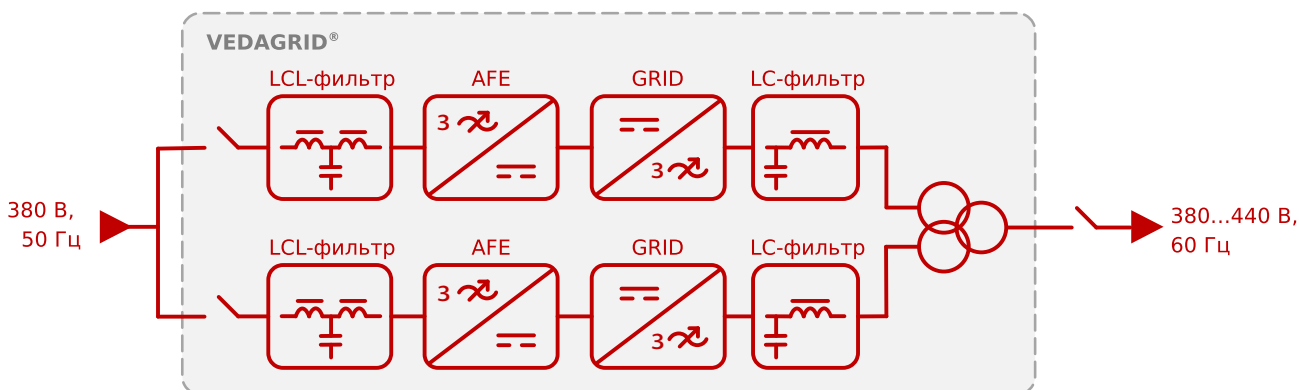 VEDAGRID®
LCL-фильтр AFE GRID LC-фильтр
3
3
380 В,
50 Гц
380...440 В,
60 Гц
LCL-фильтр AFE GRID LC-фильтр
3
3